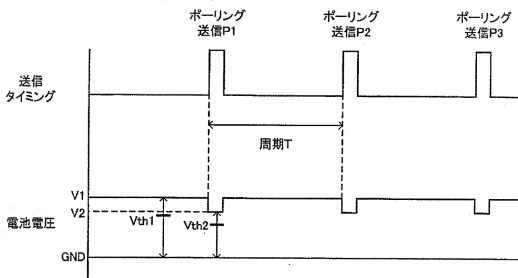 ポーリング
送信P1
ポーリング
送信P2
ポーリング
送信P3
送信
タイミング
周期T
V1
V2
電池電圧
Vth1
Vth2
GND